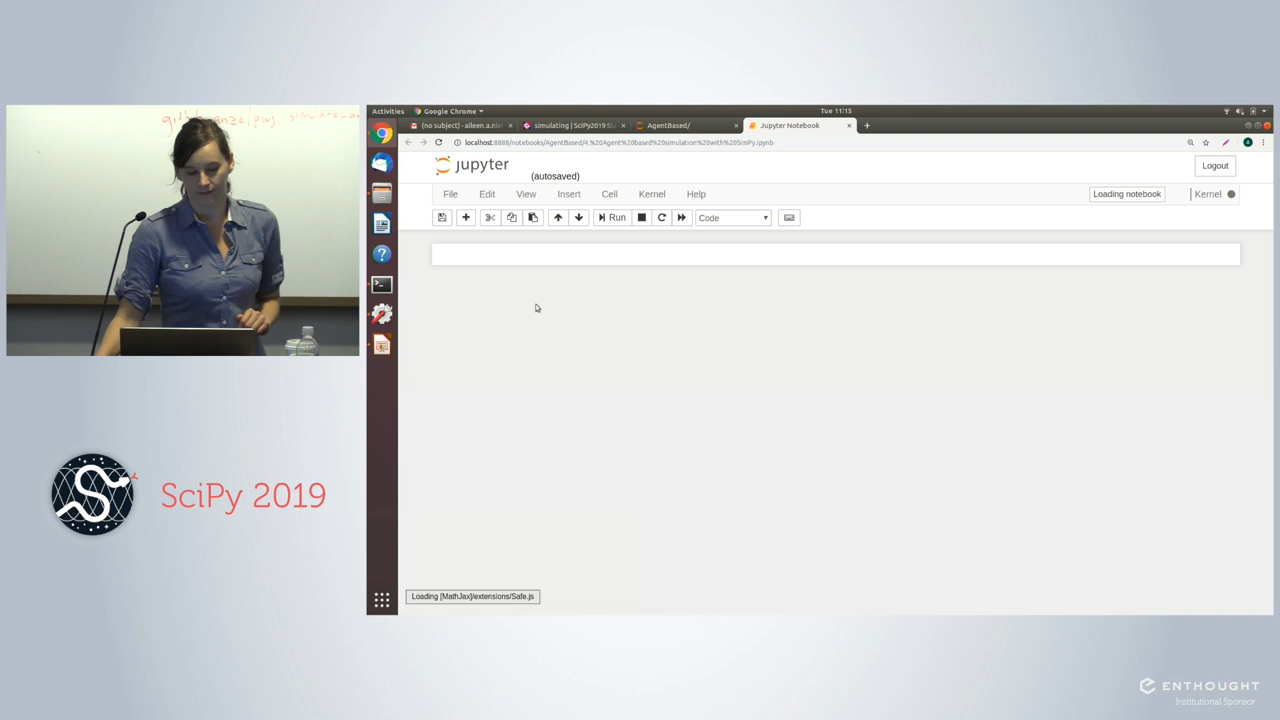 Activities
Google Chrome
Tue 11:15
(no subject) - aileen.a.nie
simulating | SciPy2019 Si
AgentBased/
Jupyter Notebook
localhost:8888/notebooks/AgentBased/4.%20Agent%20based%20simulation%20with%20SimPy.ipynb
jupyter
(autosaved)
Logout
File Edit View Insert Cell Kernel Help
Loading notebook
Kernel
Run
Code
Loading [MathJax]/extensions/Safe.js
SciPy 2019
ENTHOUGHT
Institutional Sponsor